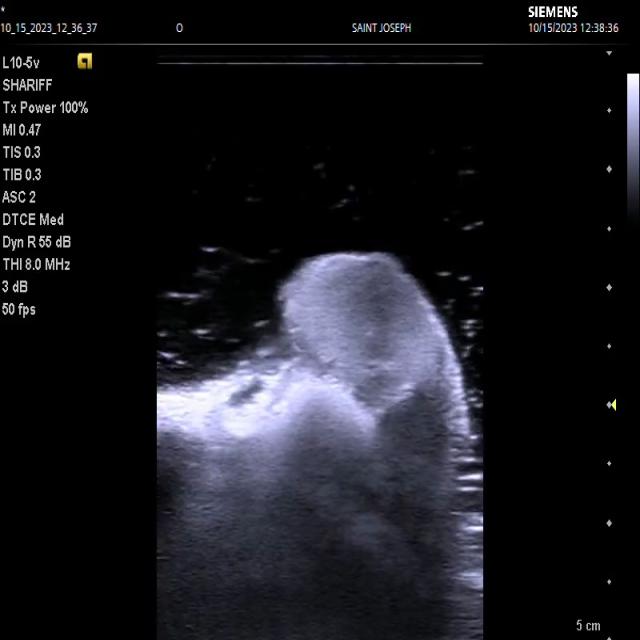 *
SIEMENS
10_15_2023_12_36_37 O SAINT JOSEPH 10/15/2023 12:38:36
L10-5v
SHARIFF
Tx Power 100%
MI 0.47
TIS 0.3
TIB 0.3
ASC 2
DTCE Med
Dyn R 55 dB
THI 8.0 MHz
3 dB
50 fps
5 cm